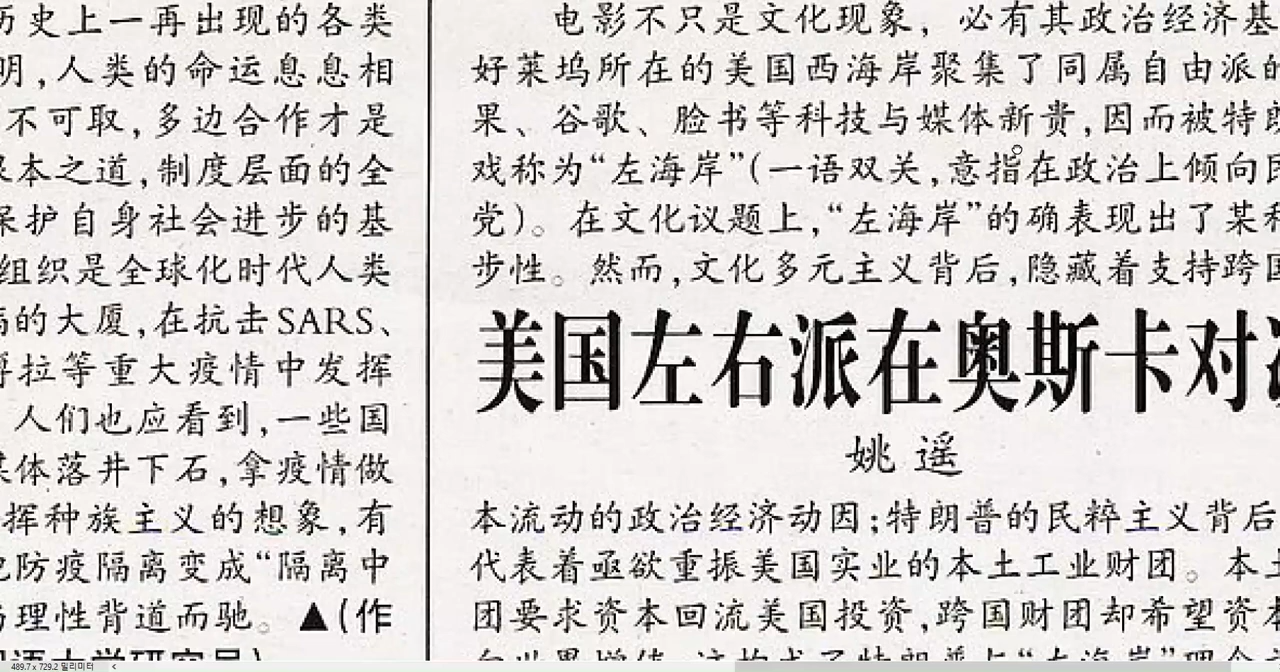 历史上一再出现的各类
明,人类的命运息息相
不可取,多边合作才是
根本之道,制度层面的全
保护自身社会进步的基
组织是全球化时代人类
的大厦,在抗击SARS、
拉等重大疫情中发挥
人们也应看到,一些国
媒体落井下石,拿疫情做
挥种族主义的想象,有
防疫隔离变成“隔离中
理性背道而驰。▲(作
电影不只是文化现象,必有其政治经济基
好莱坞所在的美国西海岸聚集了同属自由派的
果、谷歌、脸书等科技与媒体新贵,因而被特朗
戏称为“左海岸”(一语双关,意指在政治上倾向民
党)。在文化议题上,“左海岸”的确表现出了某种
步性。然而,文化多元主义背后,隐藏着支持跨国
美国左右派在奥斯卡对决
姚遥
本流动的政治经济动因;特朗普的民粹主义背后
代表着亟欲重振美国实业的本土工业财团。本土
团要求资本回流美国投资,跨国财团却希望资本
489.7 x 729.2 밀리미터